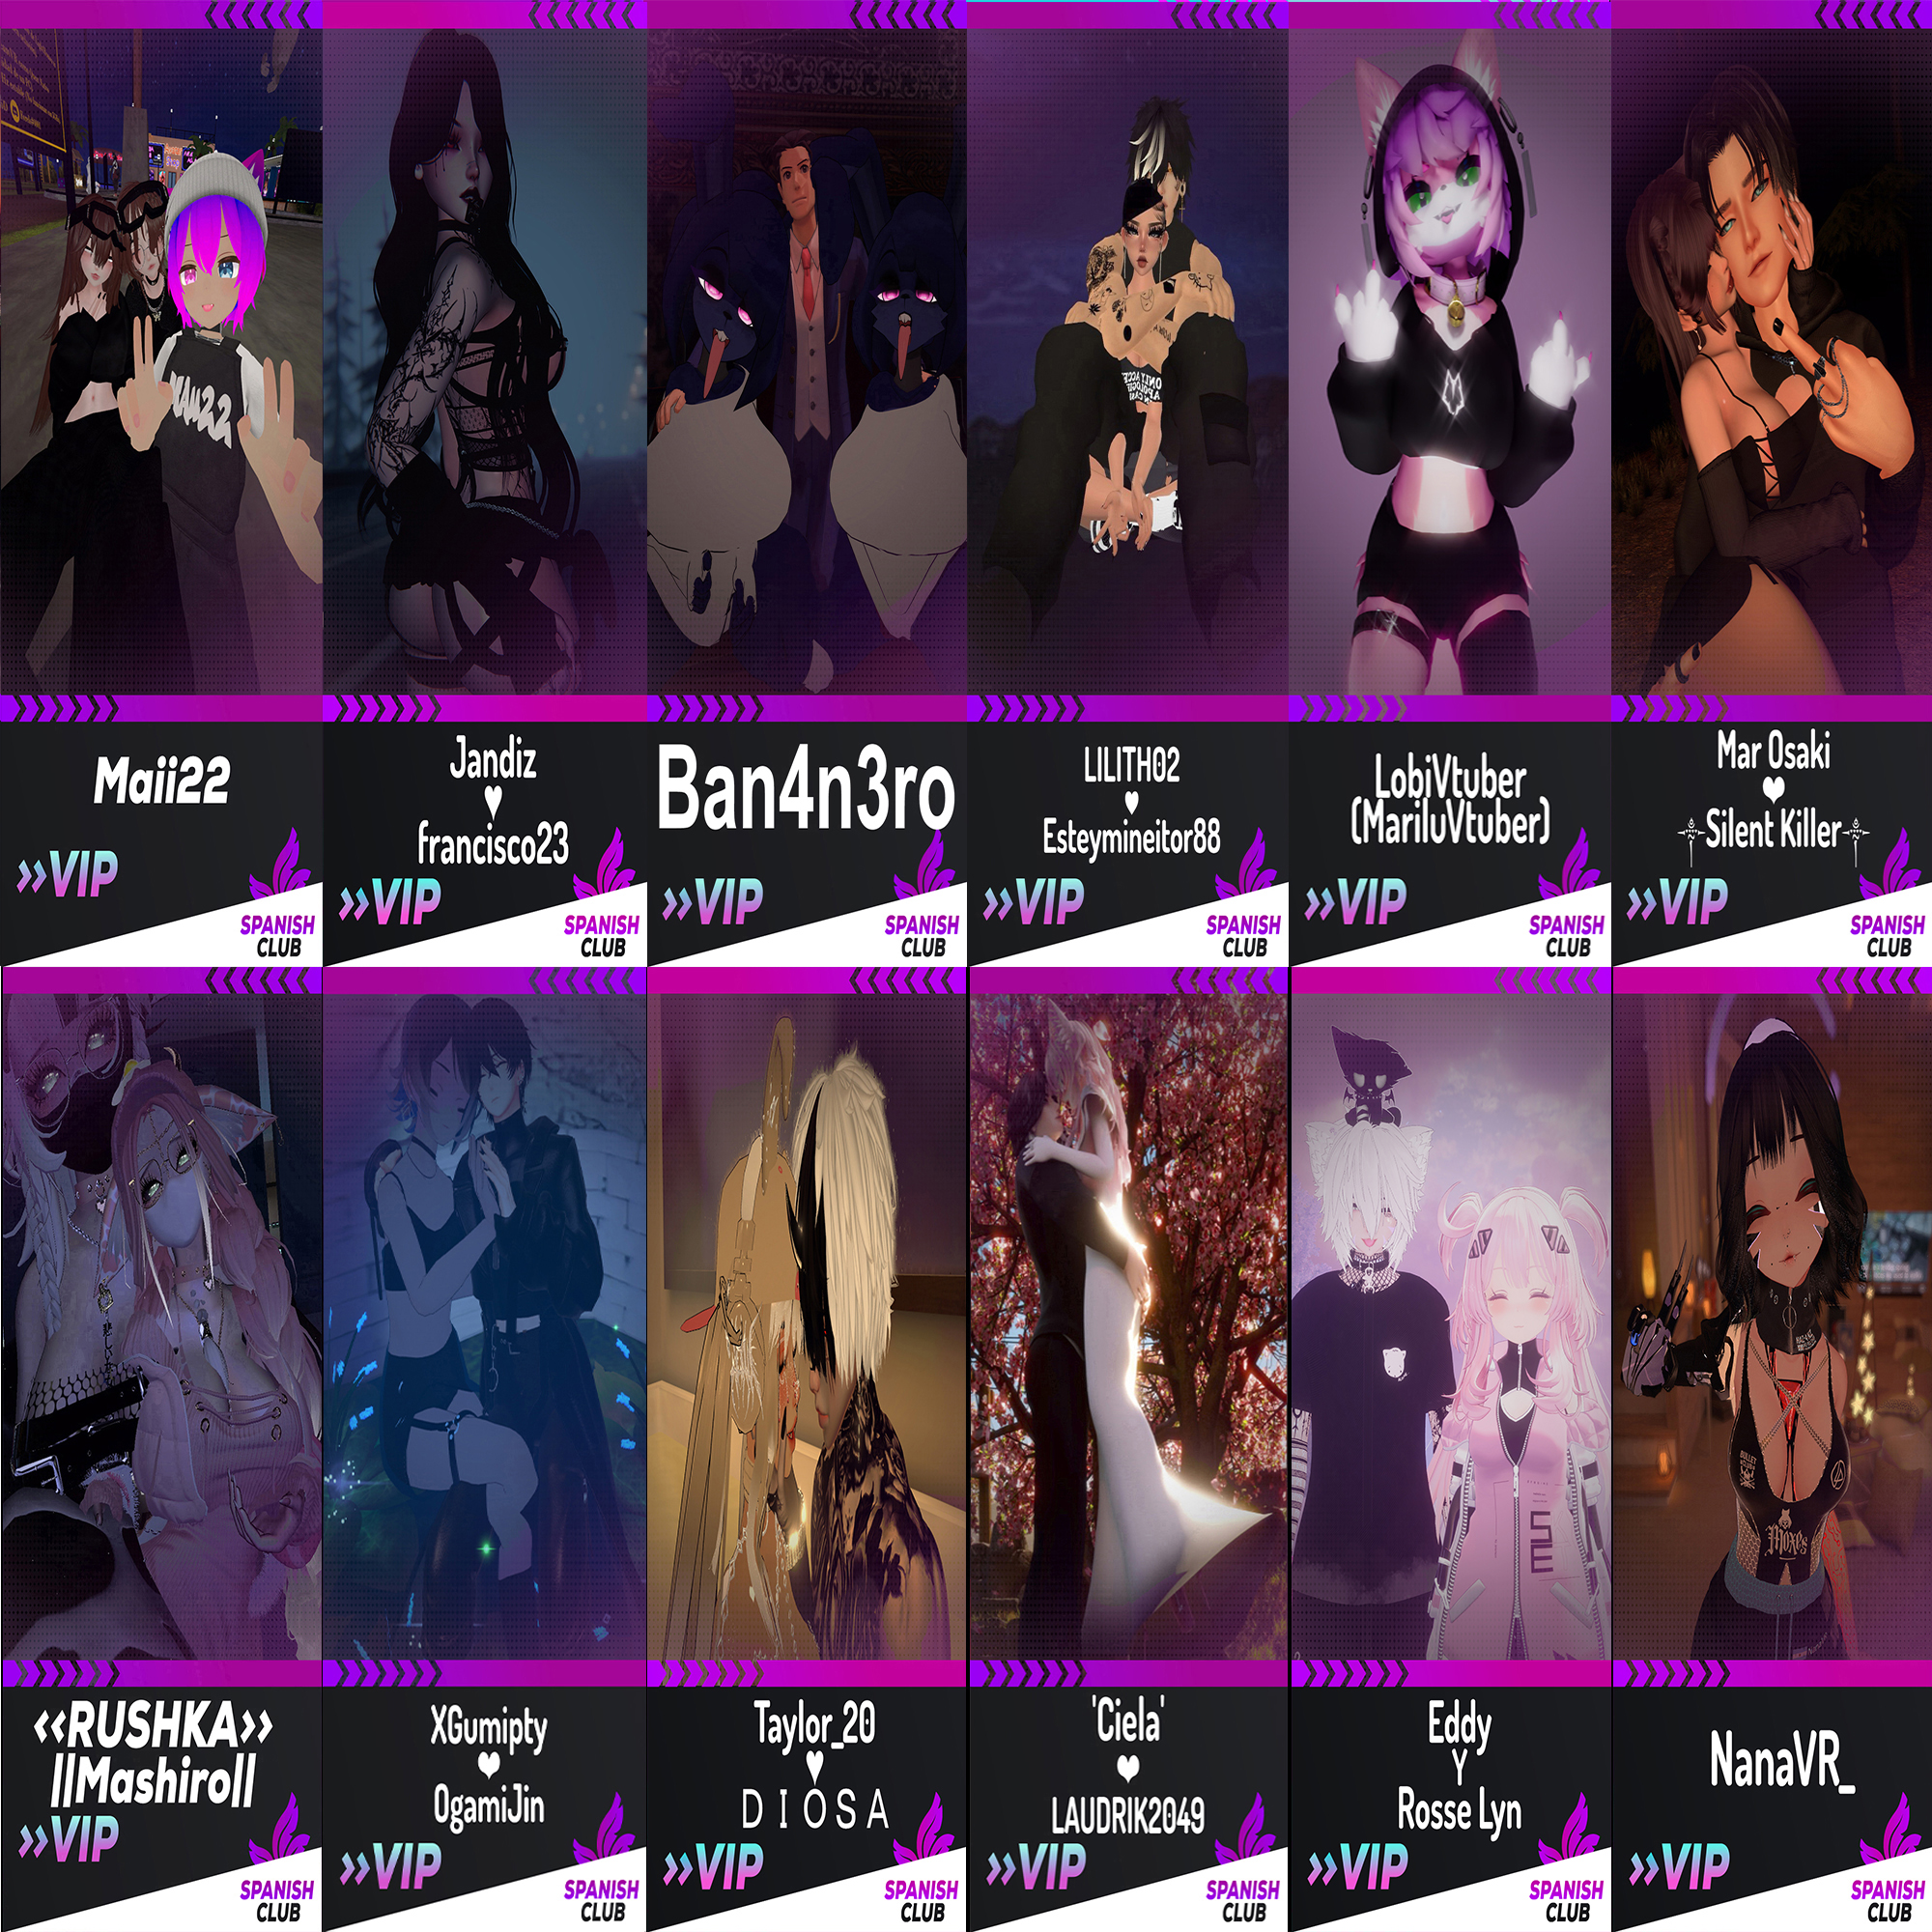 Maii22
››VIP
SPANISH
CLUB
Jandiz
♥
francisco23
››VIP
SPANISH
CLUB
Ban4n3ro
››VIP
SPANISH
CLUB
LILITH02
♥
Esteymineitor88
››VIP
SPANISH
CLUB
LobiVtuber
(MariluVtuber)
››VIP
SPANISH
CLUB
Mar Osaki
♥
Silent Killer
››VIP
SPANISH
CLUB
‹‹RUSHKA››
||Mashiro||
››VIP
SPANISH
CLUB
XGumipty
♥
OgamiJin
››VIP
SPANISH
CLUB
Taylor_20
♥
D I O S A
››VIP
SPANISH
CLUB
'Ciela'
♥
LAUDRIK2049
››VIP
SPANISH
CLUB
Eddy
Y
Rosse Lyn
››VIP
SPANISH
CLUB
Moxes
NanaVR_
››VIP
SPANISH
CLUB